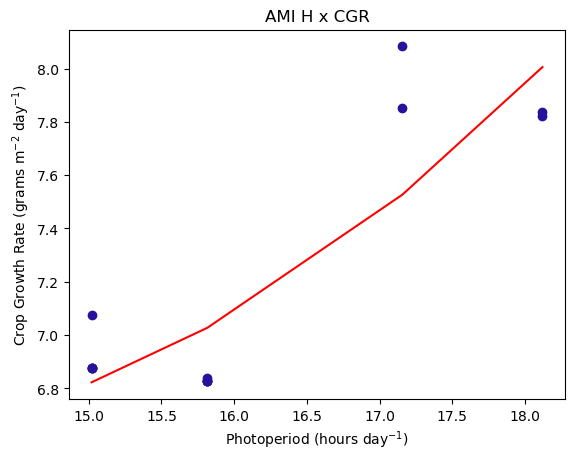 AMI H x CGR
Crop Growth Rate (grams m⁻² day⁻¹)
8.0
7.8
7.6
7.4
7.2
7.0
6.8
15.0 15.5 16.0 16.5 17.0 17.5 18.0
Photoperiod (hours day⁻¹)